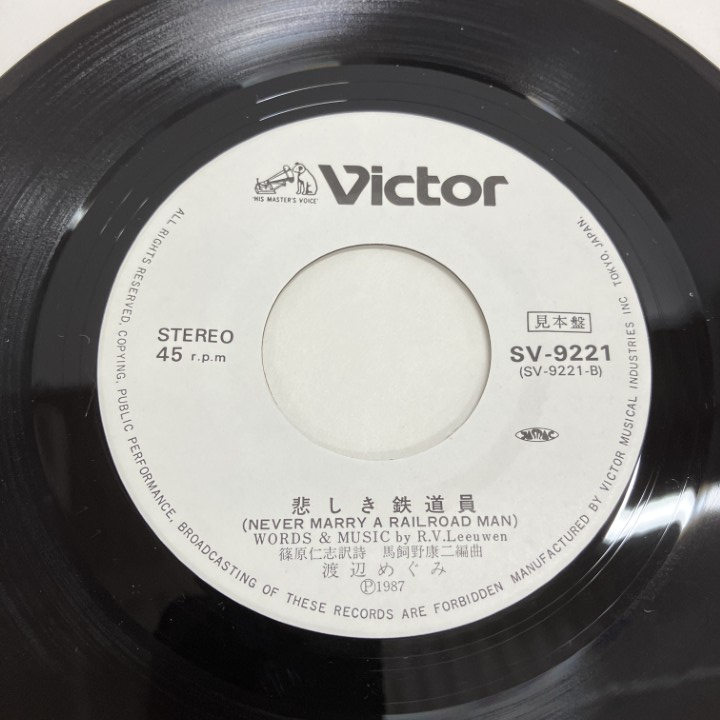 Victor
"HIS MASTER'S VOICE"
STEREO
45 r.p.m
見本盤
SV-9221
(SV-9221-B)
悲しき鉄道員
(NEVER MARRY A RAILROAD MAN)
WORDS & MUSIC by R.V.Leeuwen
篠原仁志訳詩 馬飼野康二編曲
渡辺めぐみ
Ⓟ1987
ALL RIGHTS RESERVED. COPYING, PUBLIC PERFORMANCE, BROADCASTING OF THESE RECORDS ARE FORBIDDEN MANUFACTURED BY VICTOR MUSICAL INDUSTRIES INC TOKYO, JAPAN.